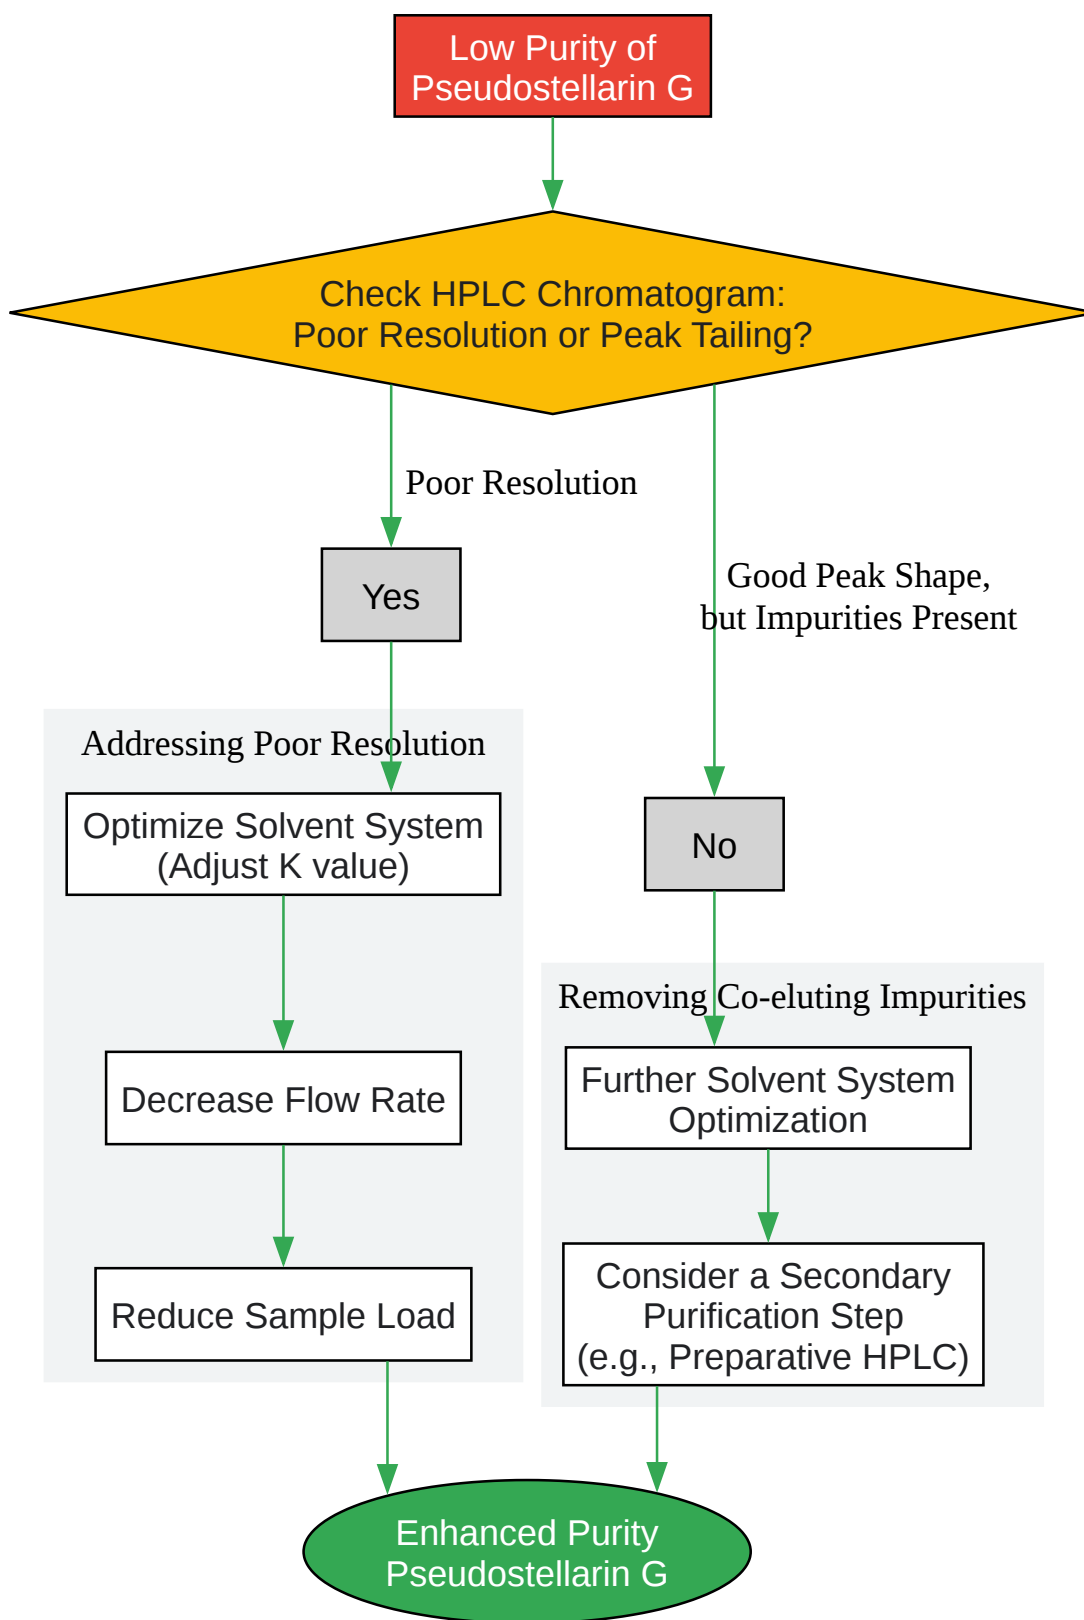 Low Purity of
Pseudostellarin G
Check HPLC Chromatogram:
Poor Resolution or Peak Tailing?
Poor Resolution
Yes
Good Peak Shape,
but Impurities Present
Addressing Poor Resolution
Optimize Solvent System
(Adjust K value)
No
Decrease Flow Rate
Reduce Sample Load
Removing Co-eluting Impurities
Further Solvent System
Optimization
Consider a Secondary
Purification Step
(e.g., Preparative HPLC)
Enhanced Purity
Pseudostellarin G